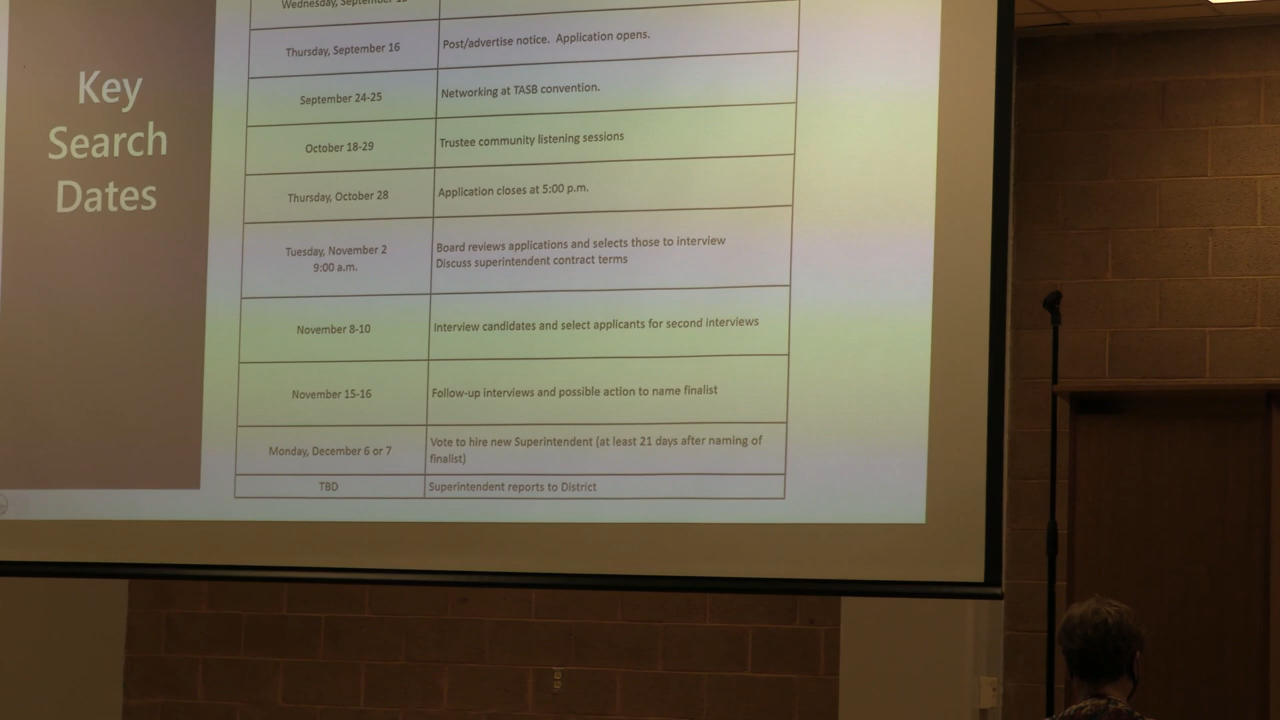 Key
Search
Dates
Wednesday, September
Thursday, September 16
Post/advertise notice.  Application opens.
September 24-25
Networking at TASB convention.
October 18-29
Trustee community listening sessions
Thursday, October 28
Application closes at 5:00 p.m.
Tuesday, November 2
9:00 a.m.
Board reviews applications and selects those to interview
Discuss superintendent contract terms
November 8-10
Interview candidates and select applicants for second interviews
November 15-16
Follow-up interviews and possible action to name finalist
Monday, December 6 or 7
Vote to hire new Superintendent (at least 21 days after naming of
finalist)
TBD
Superintendent reports to District